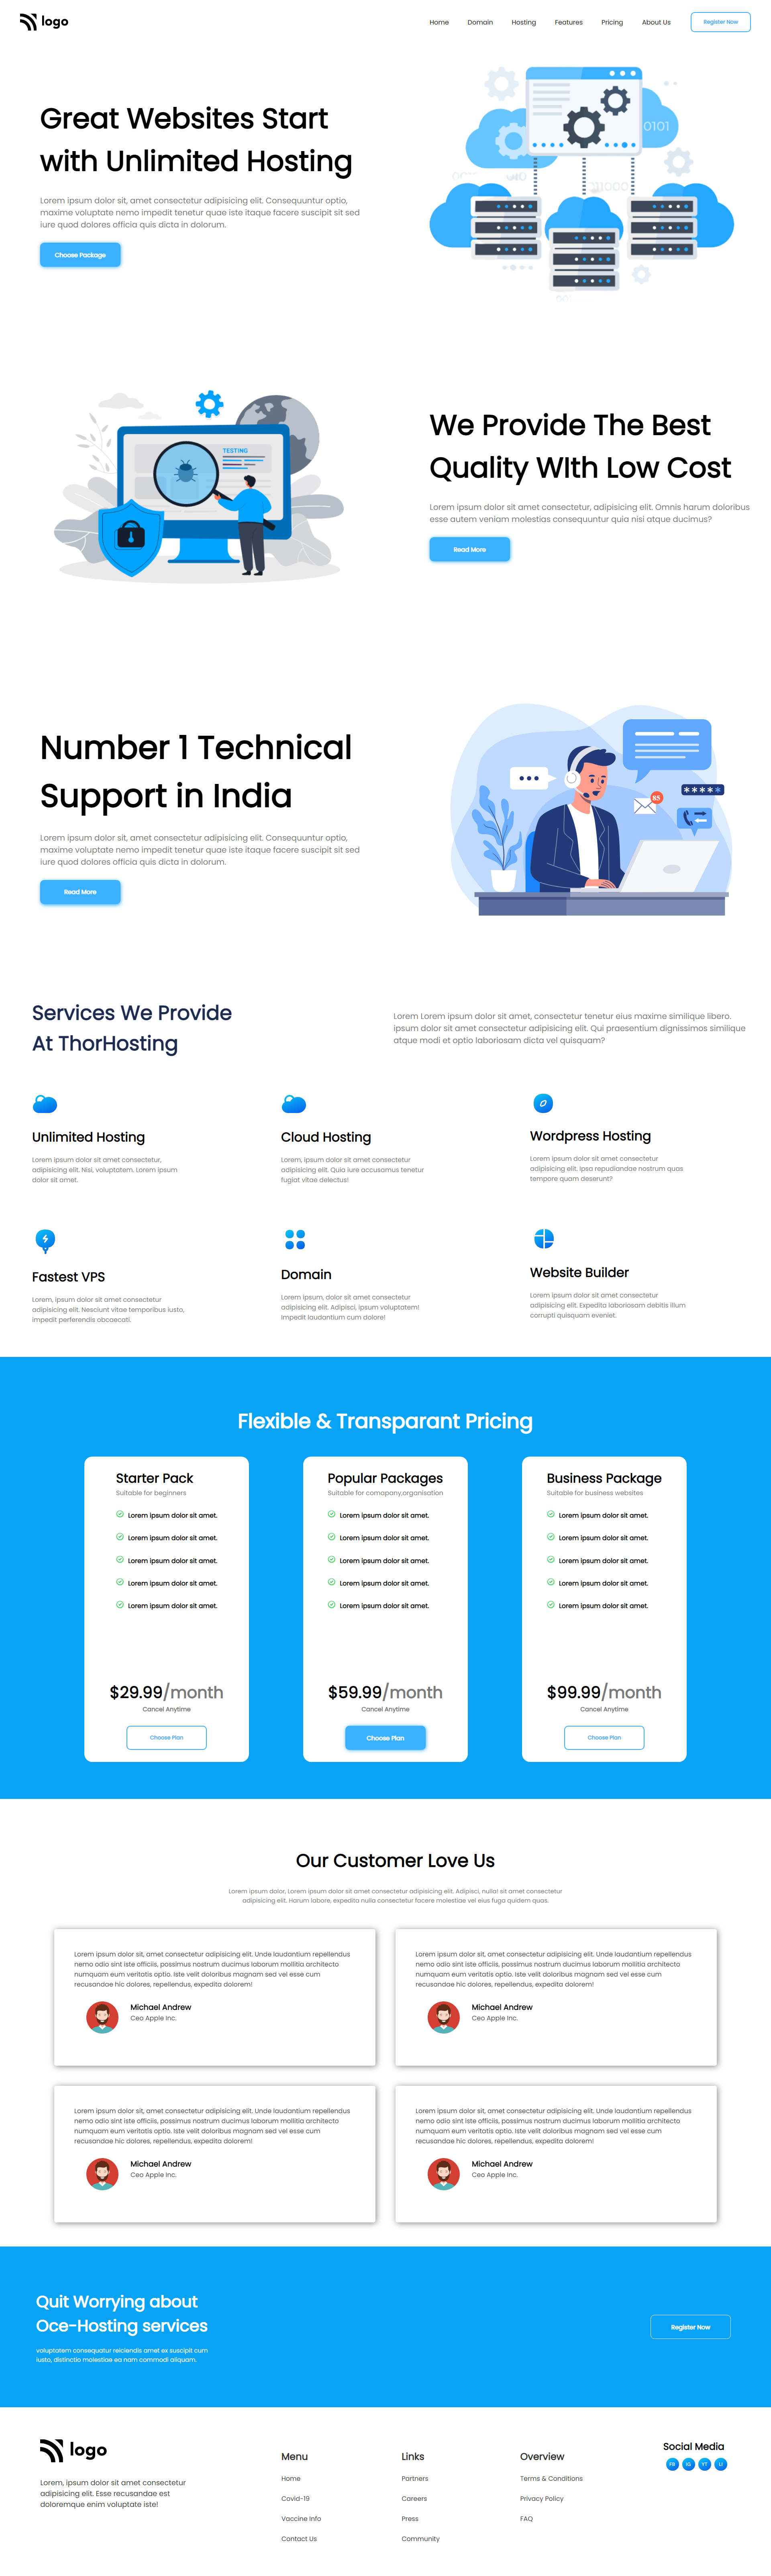 logo
Home Domain Hosting Features Pricing About Us Register Now
Great Websites Start
with Unlimited Hosting
Lorem ipsum dolor sit, amet consectetur adipisicing elit. Consequuntur optio,
maxime voluptate nemo impedit tenetur quae iste itaque facere suscipit sit sed
iure quod dolores officia quis dicta in dolorum.
Choose Package
0101
11000
TESTING
We Provide The Best
Quality WIth Low Cost
Lorem ipsum dolor sit amet consectetur, adipisicing elit. Omnis harum doloribus
esse autem veniam molestias consequuntur quia nisi atque ducimus?
Read More
Number 1 Technical
Support in India
Lorem ipsum dolor sit, amet consectetur adipisicing elit. Consequuntur optio,
maxime voluptate nemo impedit tenetur quae iste itaque facere suscipit sit sed
iure quod dolores officia quis dicta in dolorum.
Read More
85
*****
Services We Provide
At ThorHosting
Lorem Lorem ipsum dolor sit amet, consectetur tenetur eius maxime similique libero.
ipsum dolor sit amet consectetur adipisicing elit. Qui praesentium dignissimos similique
atque modi et optio laboriosam dicta vel quisquam?
Unlimited Hosting
Lorem ipsum dolor sit amet consectetur,
adipisicing elit. Nisi, voluptatem. Lorem ipsum
dolor sit amet.
Cloud Hosting
Lorem, ipsum dolor sit amet consectetur
adipisicing elit. Quia iure accusamus tenetur
fugiat vitae delectus!
Wordpress Hosting
Lorem ipsum dolor sit amet consectetur
adipisicing elit. Ipsa repudiandae nostrum quas
tempore quam deserunt?
Fastest VPS
Lorem, ipsum dolor sit amet consectetur
adipisicing elit. Nesciunt vitae temporibus iusto,
impedit perferendis obcaecati.
Domain
Lorem ipsum, dolor sit amet consectetur
adipisicing elit. Adipisci, ipsum voluptatem!
Impedit laudantium cum dolore!
Website Builder
Lorem ipsum dolor sit amet consectetur
adipisicing elit. Expedita laboriosam debitis illum
corrupti quisquam eveniet.
Flexible & Transparant Pricing
Starter Pack
Suitable for beginners
Lorem ipsum dolor sit amet.
Lorem ipsum dolor sit amet.
Lorem ipsum dolor sit amet.
Lorem ipsum dolor sit amet.
Lorem ipsum dolor sit amet.
$29.99/month
Cancel Anytime
Choose Plan
Popular Packages
Suitable for comapany,organisation
Lorem ipsum dolor sit amet.
Lorem ipsum dolor sit amet.
Lorem ipsum dolor sit amet.
Lorem ipsum dolor sit amet.
Lorem ipsum dolor sit amet.
$59.99/month
Cancel Anytime
Choose Plan
Business Package
Suitable for business websites
Lorem ipsum dolor sit amet.
Lorem ipsum dolor sit amet.
Lorem ipsum dolor sit amet.
Lorem ipsum dolor sit amet.
Lorem ipsum dolor sit amet.
$99.99/month
Cancel Anytime
Choose Plan
Our Customer Love Us
Lorem ipsum dolor, Lorem ipsum dolor sit amet consectetur adipisicing elit. Adipisci, nulla! sit amet consectetur
adipisicing elit. Harum labore, expedita nulla consectetur facere molestiae vel eius fuga quidem quas.
Lorem ipsum dolor sit, amet consectetur adipisicing elit. Unde laudantium repellendus
nemo odio sint iste officiis, possimus nostrum ducimus laborum mollitia architecto
numquam eum veritatis optio. Iste velit doloribus magnam sed vel esse cum
recusandae hic dolores, repellendus, expedita dolorem!
Michael Andrew
Ceo Apple Inc.
Lorem ipsum dolor sit, amet consectetur adipisicing elit. Unde laudantium repellendus
nemo odio sint iste officiis, possimus nostrum ducimus laborum mollitia architecto
numquam eum veritatis optio. Iste velit doloribus magnam sed vel esse cum
recusandae hic dolores, repellendus, expedita dolorem!
Michael Andrew
Ceo Apple Inc.
Lorem ipsum dolor sit, amet consectetur adipisicing elit. Unde laudantium repellendus
nemo odio sint iste officiis, possimus nostrum ducimus laborum mollitia architecto
numquam eum veritatis optio. Iste velit doloribus magnam sed vel esse cum
recusandae hic dolores, repellendus, expedita dolorem!
Michael Andrew
Ceo Apple Inc.
Lorem ipsum dolor sit, amet consectetur adipisicing elit. Unde laudantium repellendus
nemo odio sint iste officiis, possimus nostrum ducimus laborum mollitia architecto
numquam eum veritatis optio. Iste velit doloribus magnam sed vel esse cum
recusandae hic dolores, repellendus, expedita dolorem!
Michael Andrew
Ceo Apple Inc.
Quit Worrying about
Oce-Hosting services
voluptatem consequatur reiciendis amet ex suscipit cum
iusto, distinctio molestiae ea nam commodi aliquam.
Register Now
logo
Lorem, ipsum dolor sit amet consectetur
adipisicing elit. Esse recusandae est
doloremque enim voluptate iste!
Menu
Home
Covid-19
Vaccine Info
Contact Us
Links
Partners
Careers
Press
Community
Overview
Terms & Conditions
Privacy Policy
FAQ
Social Media
FB IG YT LI